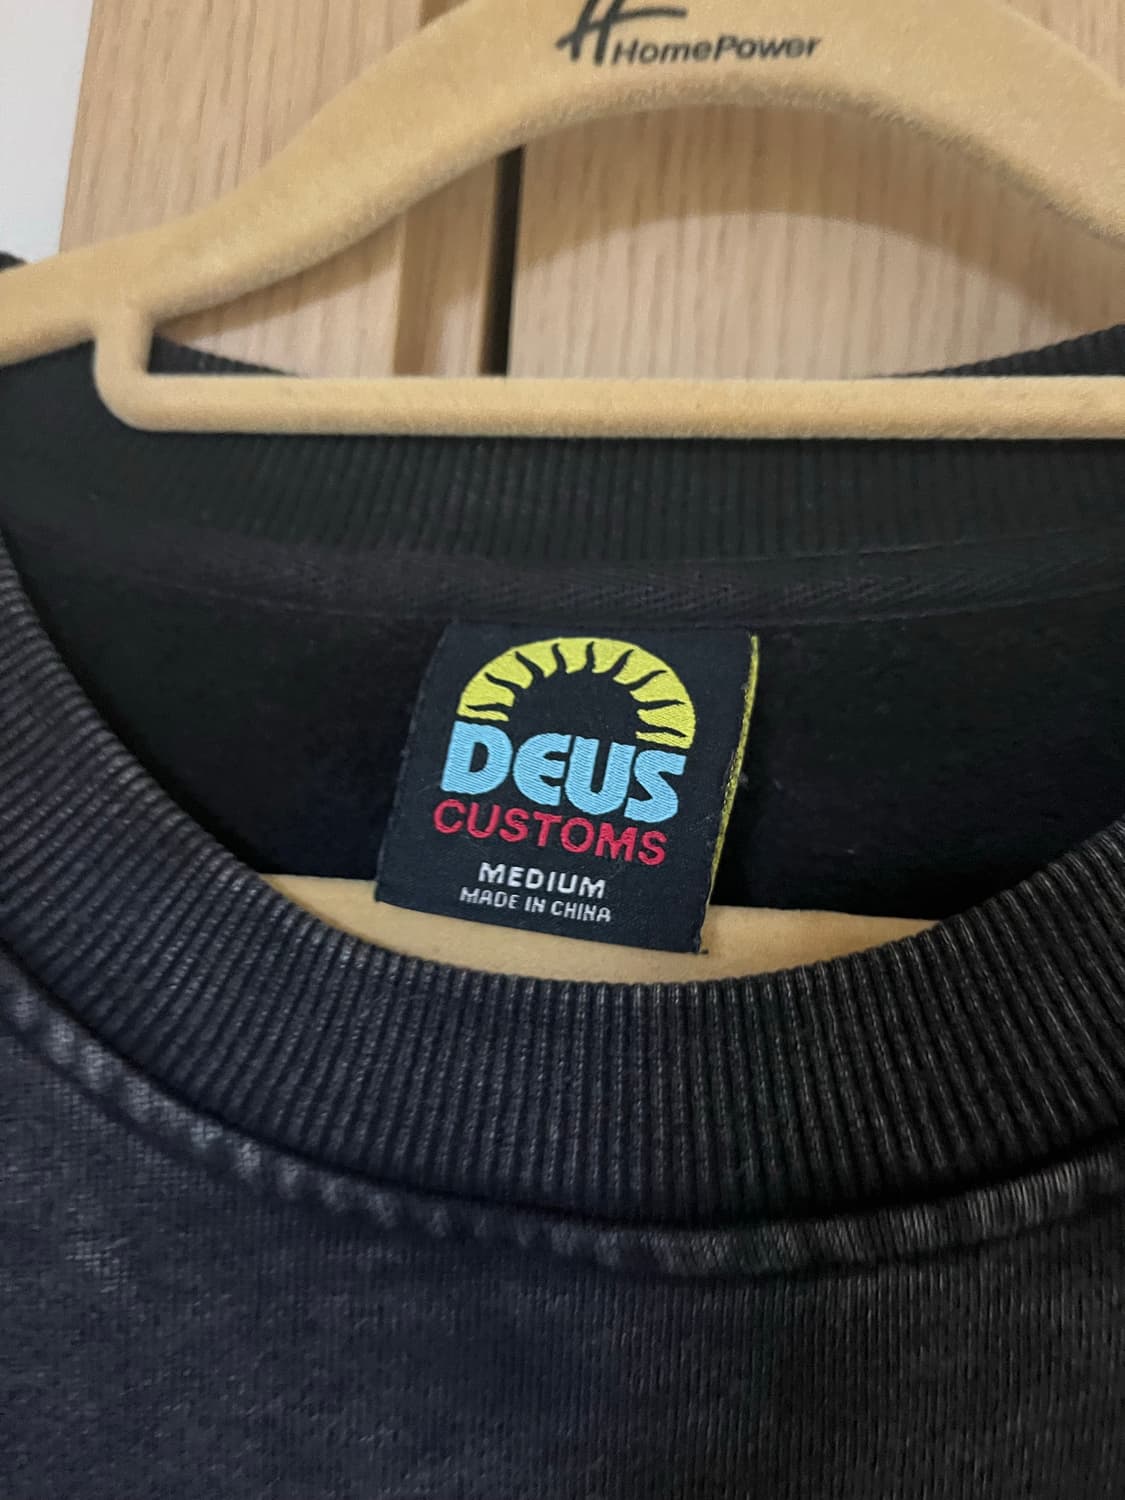 HomePower
DEUS
CUSTOMS
MEDIUM
MADE IN CHINA